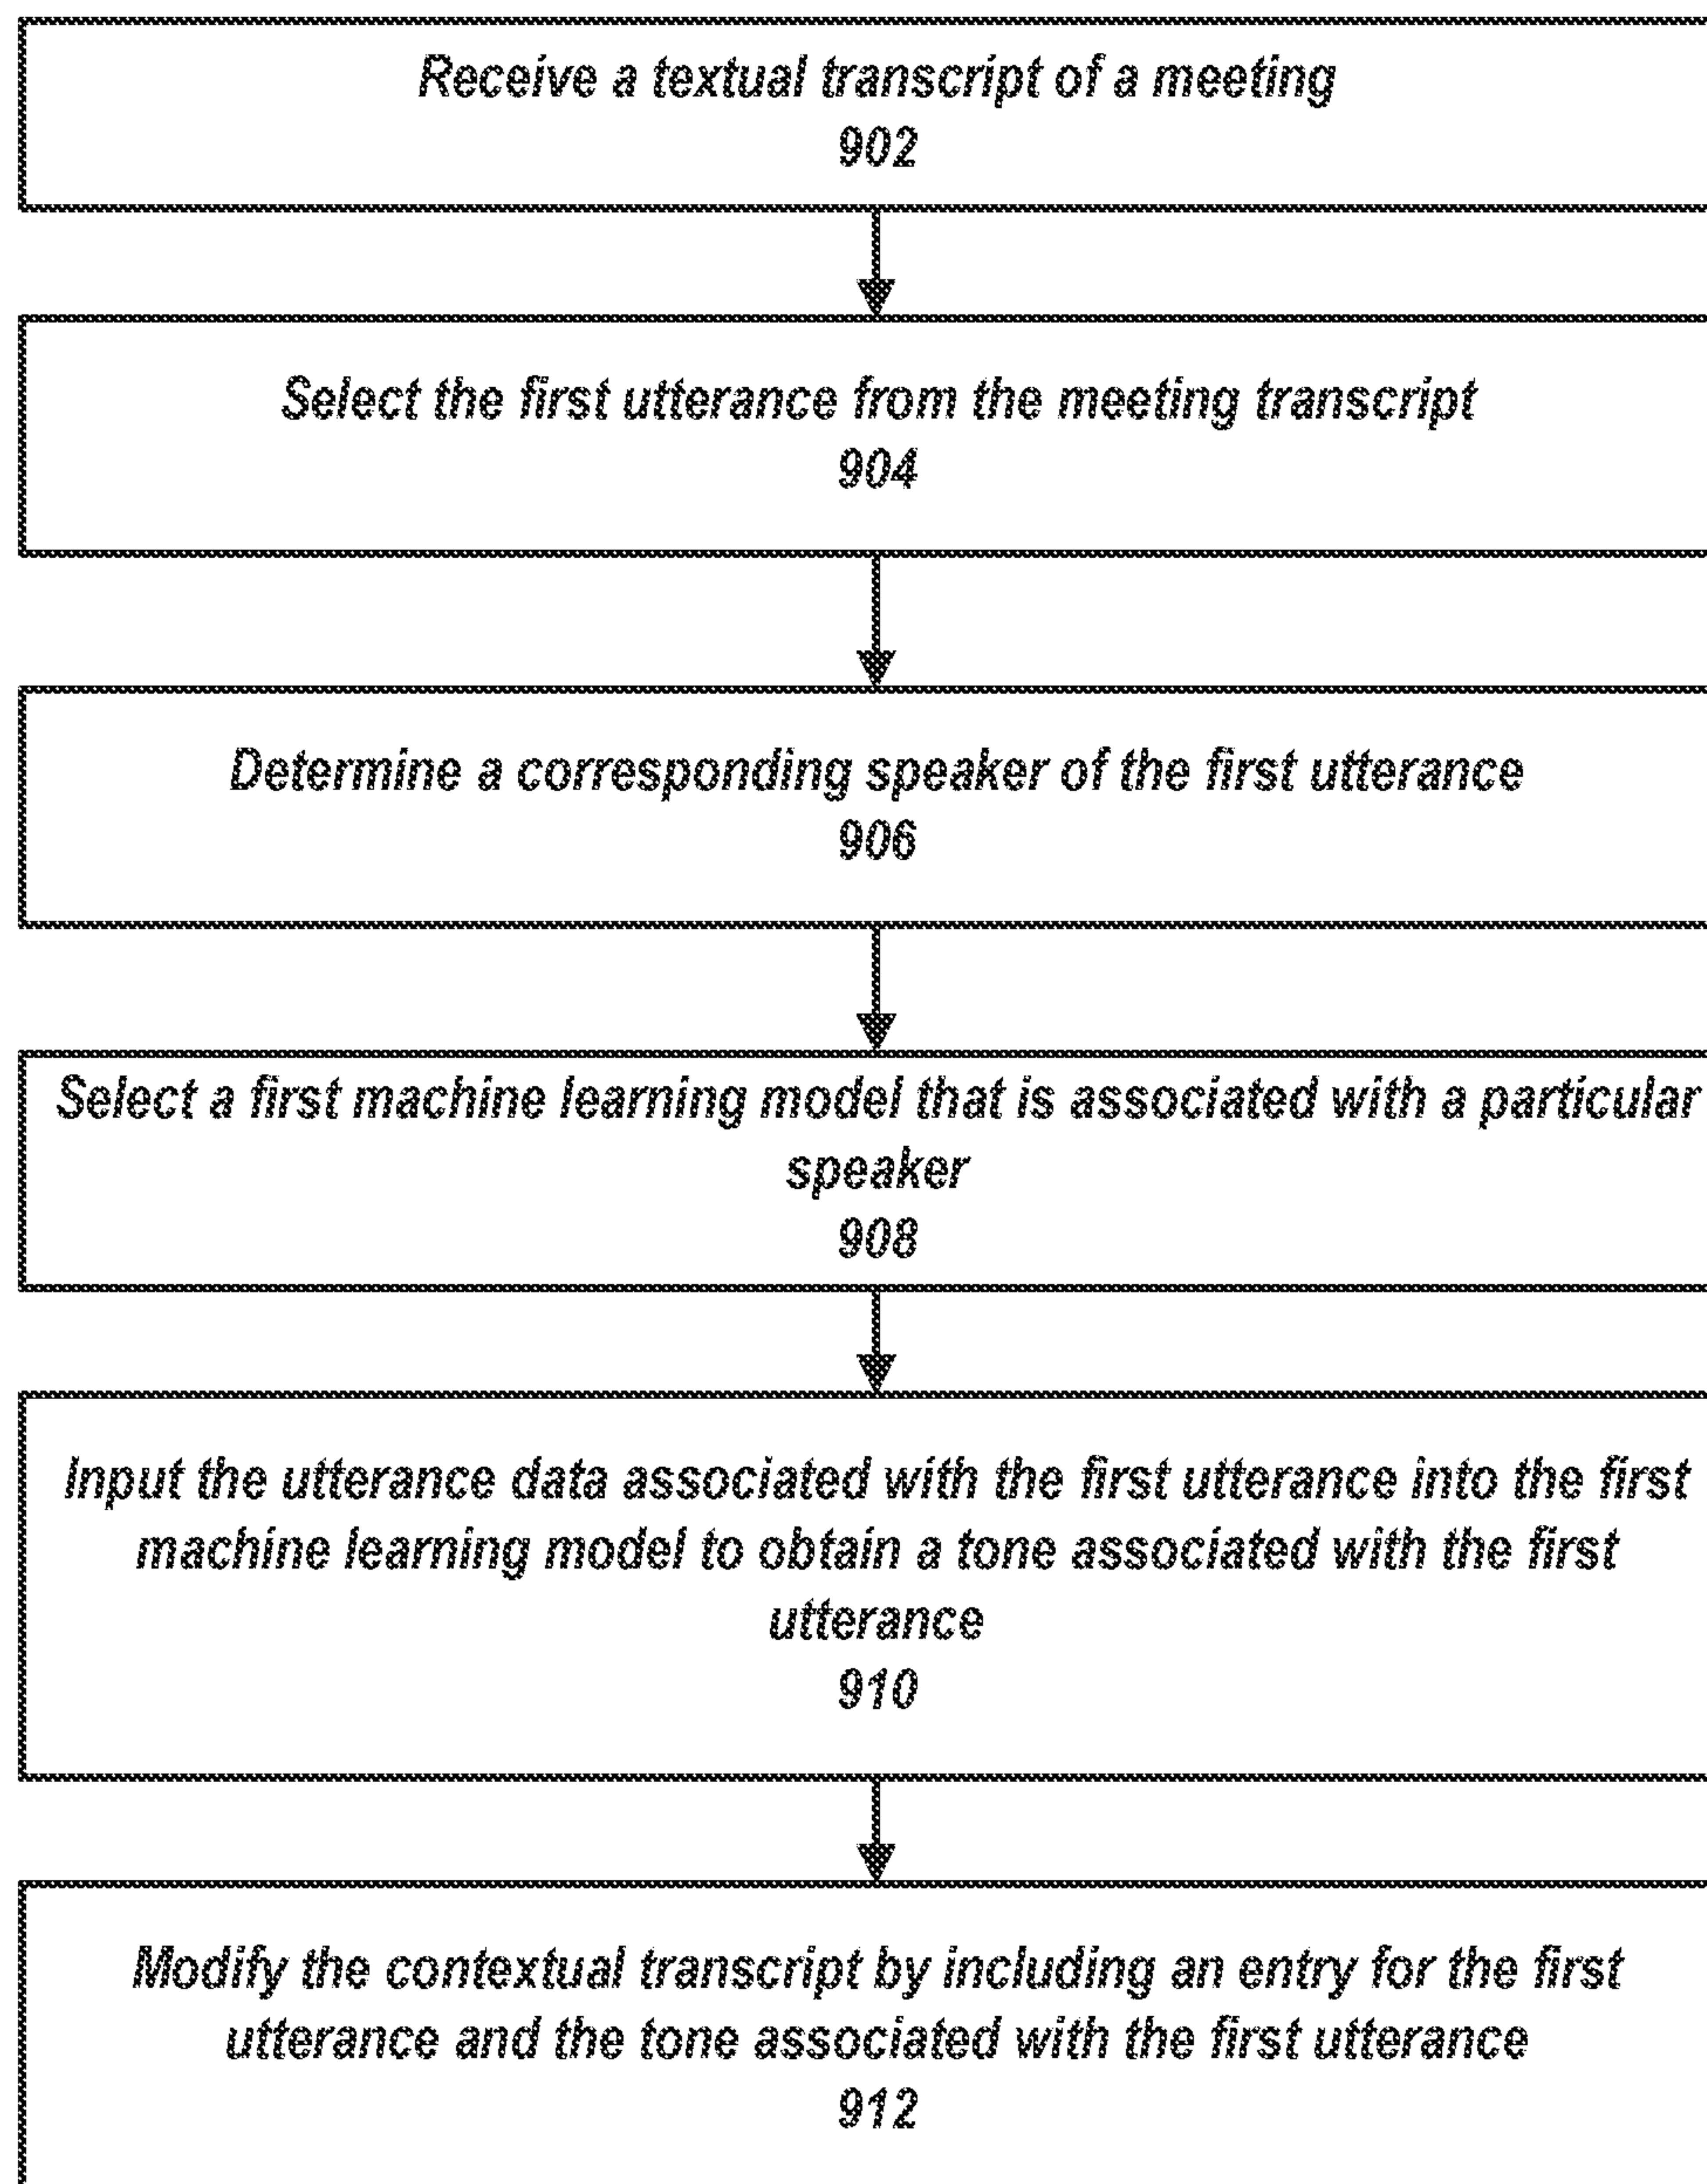 Receive a textual transcript of a meeting
902
Select the first utterance from the meeting transcript
904
Determine a corresponding speaker of the first utterance
906
Select a first machine learning model that is associated with a particular
speaker
908
Input the utterance data associated with the first utterance into the first
machine learning model to obtain a tone associated with the first
utterance
910
Modify the contextual transcript by including an entry for the first
utterance and the tone associated with the first utterance
912